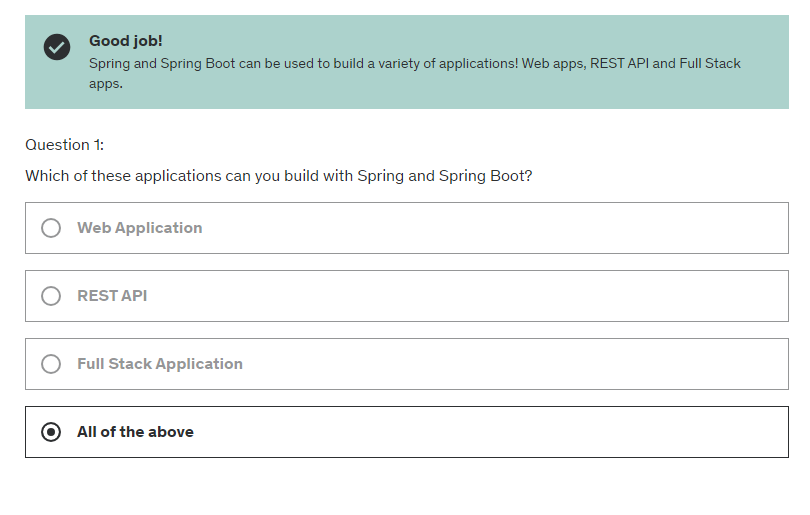 Good job!
Spring and Spring Boot can be used to build a variety of applications! Web apps, REST API and Full Stack
apps.
Question 1:
Which of these applications can you build with Spring and Spring Boot?
Web Application
REST API
Full Stack Application
All of the above